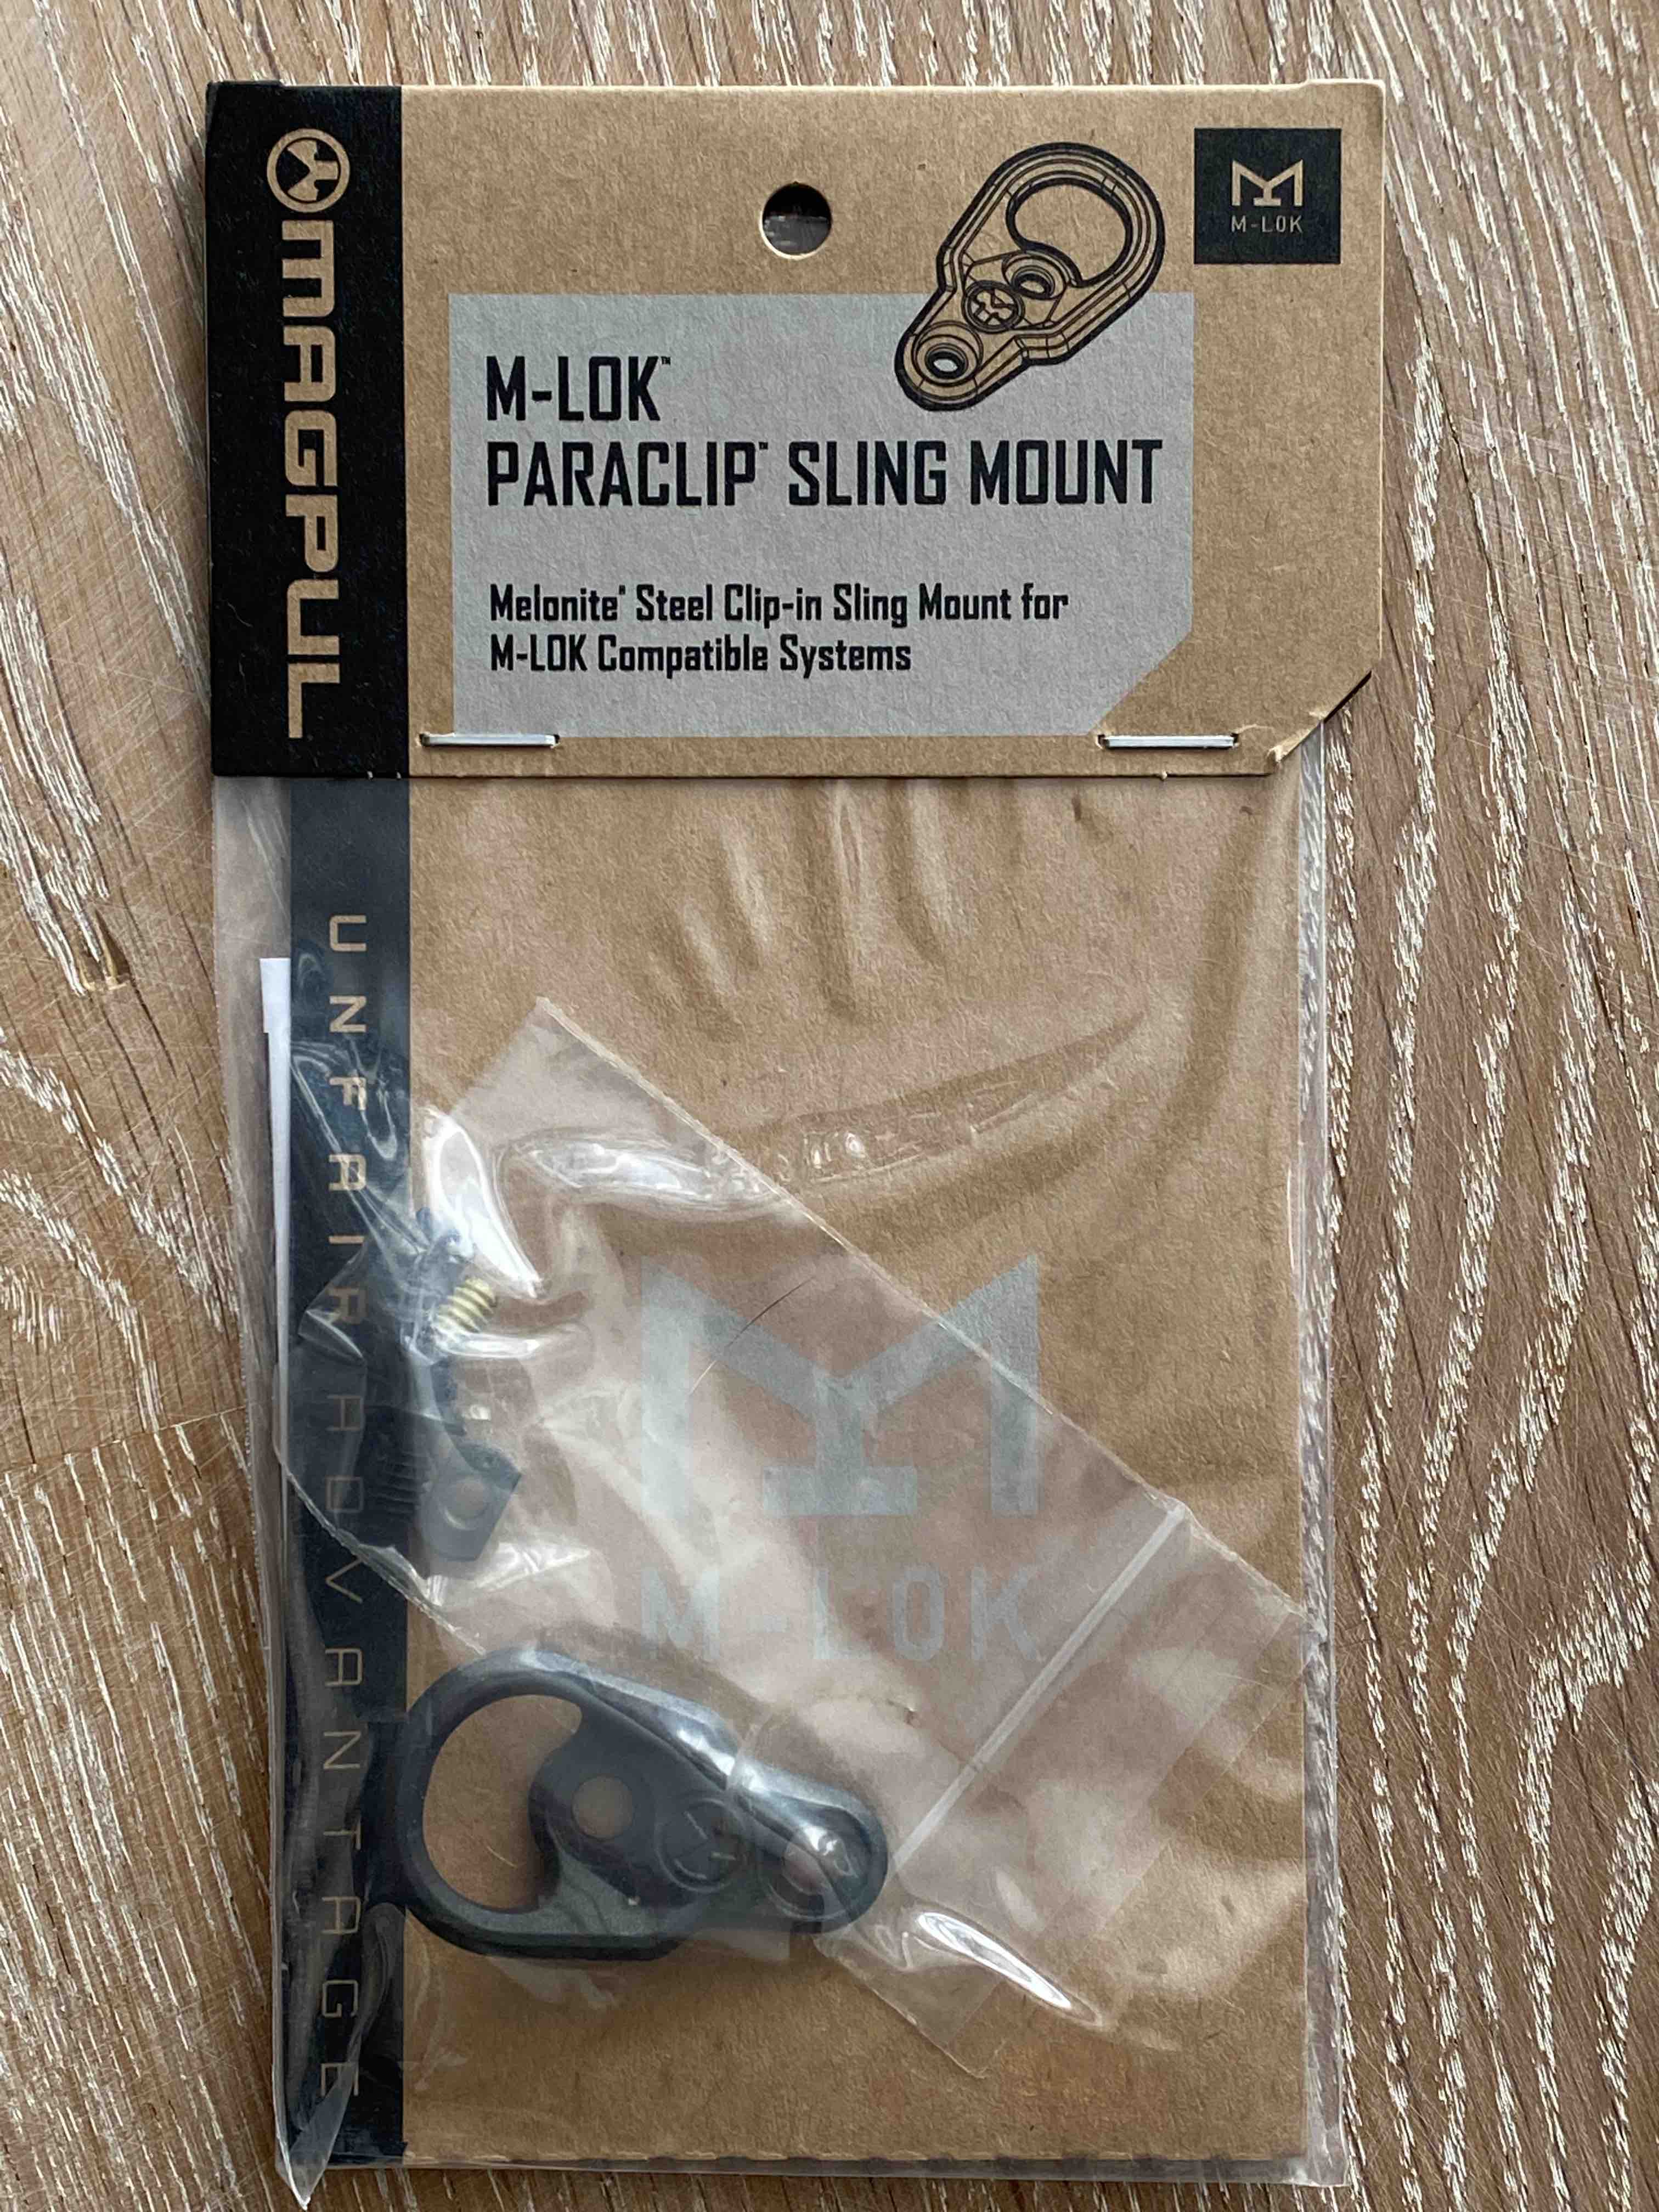 MAGPUL
M-LOK
M-LOK™
PARACLIP™ SLING MOUNT
Melonite® Steel Clip-in Sling Mount for
M-LOK Compatible Systems
UNFAIR ADVANTAGE
M-LOK